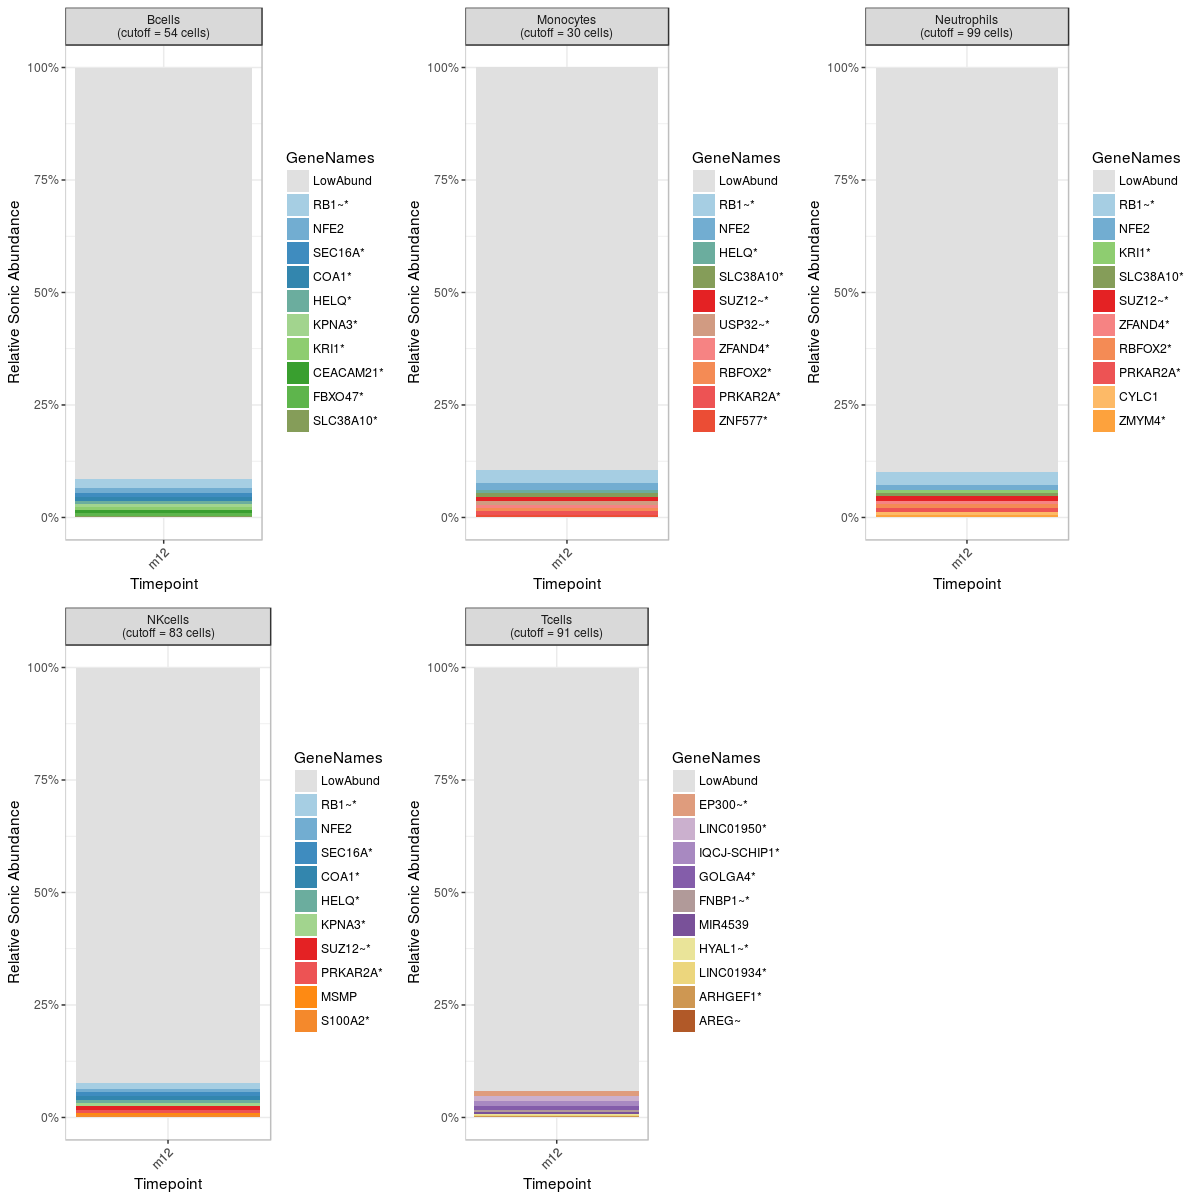 Bcells
(cutoff = 54 cells)
100%
75%
50%
25%
0%
Relative Sonic Abundance
m12
Timepoint
GeneNames
LowAbund
RB1~*
NFE2
SEC16A*
COA1*
HELQ*
KPNA3*
KRI1*
CEACAM21*
FBXO47*
SLC38A10*
Monocytes
(cutoff = 30 cells)
100%
75%
50%
25%
0%
Relative Sonic Abundance
m12
Timepoint
GeneNames
LowAbund
RB1~*
NFE2
HELQ*
SLC38A10*
SUZ12~*
USP32~*
ZFAND4*
RBFOX2*
PRKAR2A*
ZNF577*
Neutrophils
(cutoff = 99 cells)
100%
75%
50%
25%
0%
Relative Sonic Abundance
m12
Timepoint
GeneNames
LowAbund
RB1~*
NFE2
KRI1*
SLC38A10*
SUZ12~*
ZFAND4*
RBFOX2*
PRKAR2A*
CYLC1
ZMYM4*
NKcells
(cutoff = 83 cells)
100%
75%
50%
25%
0%
Relative Sonic Abundance
m12
Timepoint
GeneNames
LowAbund
RB1~*
NFE2
SEC16A*
COA1*
HELQ*
KPNA3*
SUZ12~*
PRKAR2A*
MSMP
S100A2*
Tcells
(cutoff = 91 cells)
100%
75%
50%
25%
0%
Relative Sonic Abundance
m12
Timepoint
GeneNames
LowAbund
EP300~*
LINC01950*
IQCJ-SCHIP1*
GOLGA4*
FNBP1~*
MIR4539
HYAL1~*
LINC01934*
ARHGEF1*
AREG~